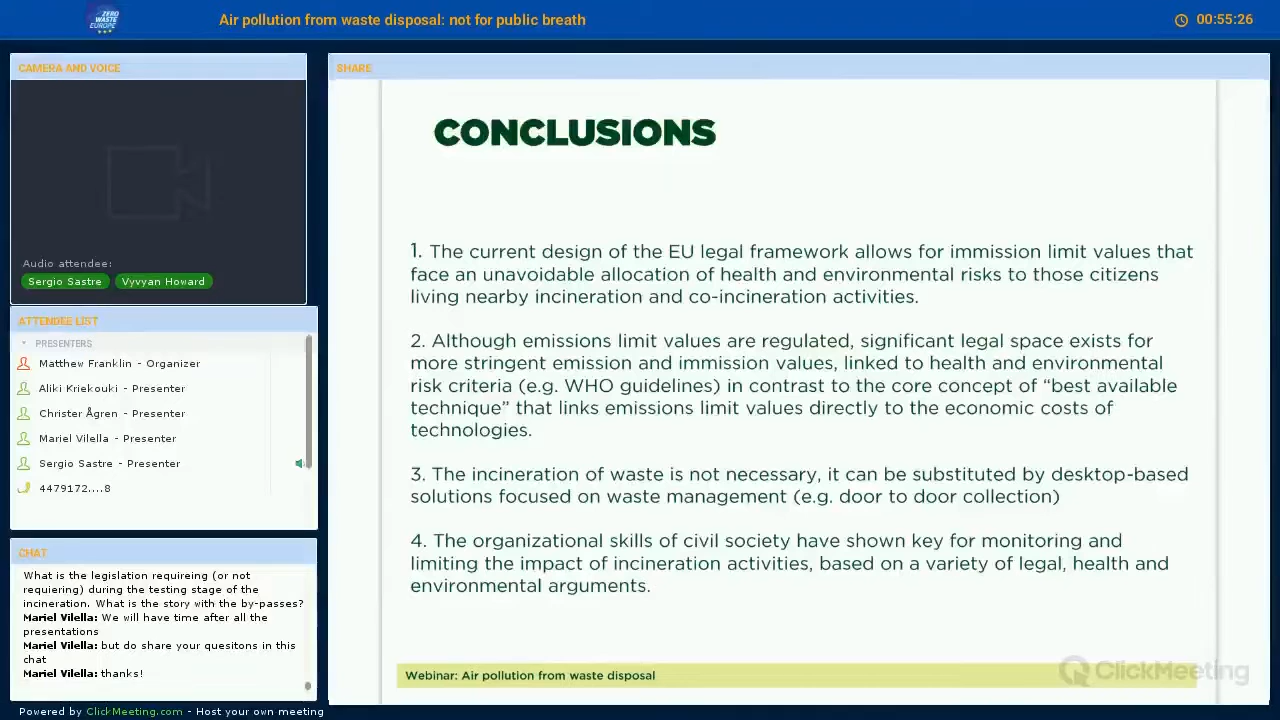 ZERO WASTE EUROPE
Air pollution from waste disposal: not for public breath
00:55:26
CAMERA AND VOICE
Audio attendee:
Sergio Sastre
Vyvyan Howard
ATTENDEE LIST
PRESENTERS
Matthew Franklin - Organizer
Aliki Kriekouki - Presenter
Christer Ågren - Presenter
Mariel Vilella - Presenter
Sergio Sastre - Presenter
4479172....8
CHAT
What is the legislation requireing (or not
requiering) during the testing stage of the
incineration. What is the story with the by-passes?
Mariel Vilella: We will have time after all the
presentations
Mariel Vilella: but do share your quesitons in this
chat
Mariel Vilella: thanks!
Powered by ClickMeeting.com - Host your own meeting
SHARE
CONCLUSIONS
1. The current design of the EU legal framework allows for immission limit values that
face an unavoidable allocation of health and environmental risks to those citizens
living nearby incineration and co-incineration activities.
2. Although emissions limit values are regulated, significant legal space exists for
more stringent emission and immission values, linked to health and environmental
risk criteria (e.g. WHO guidelines) in contrast to the core concept of “best available
technique” that links emissions limit values directly to the economic costs of
technologies.
3. The incineration of waste is not necessary, it can be substituted by desktop-based
solutions focused on waste management (e.g. door to door collection)
4. The organizational skills of civil society have shown key for monitoring and
limiting the impact of incineration activities, based on a variety of legal, health and
environmental arguments.
Webinar: Air pollution from waste disposal
ClickMeeting